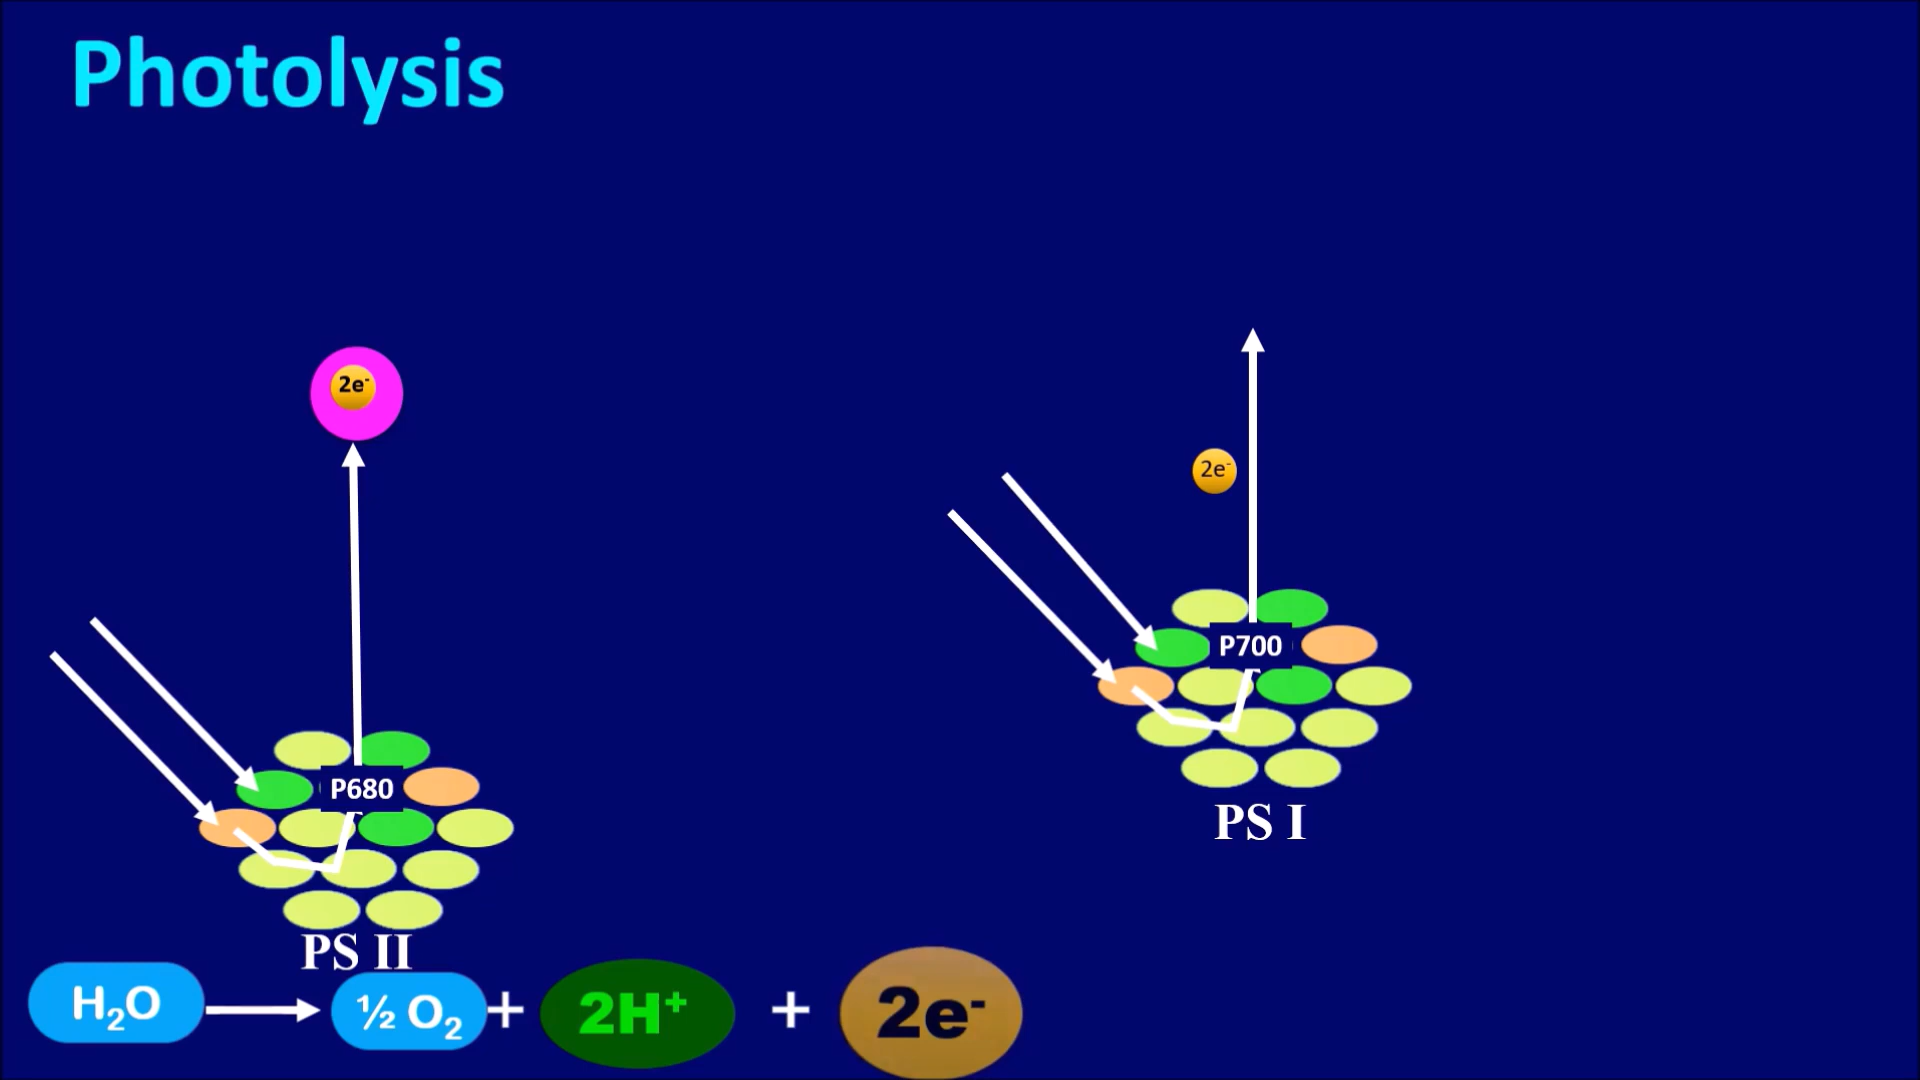 Photolysis
2e⁻
2e⁻
P700
PS I
P680
PS II
H₂O → ½ O₂ + 2H⁺ + 2e⁻